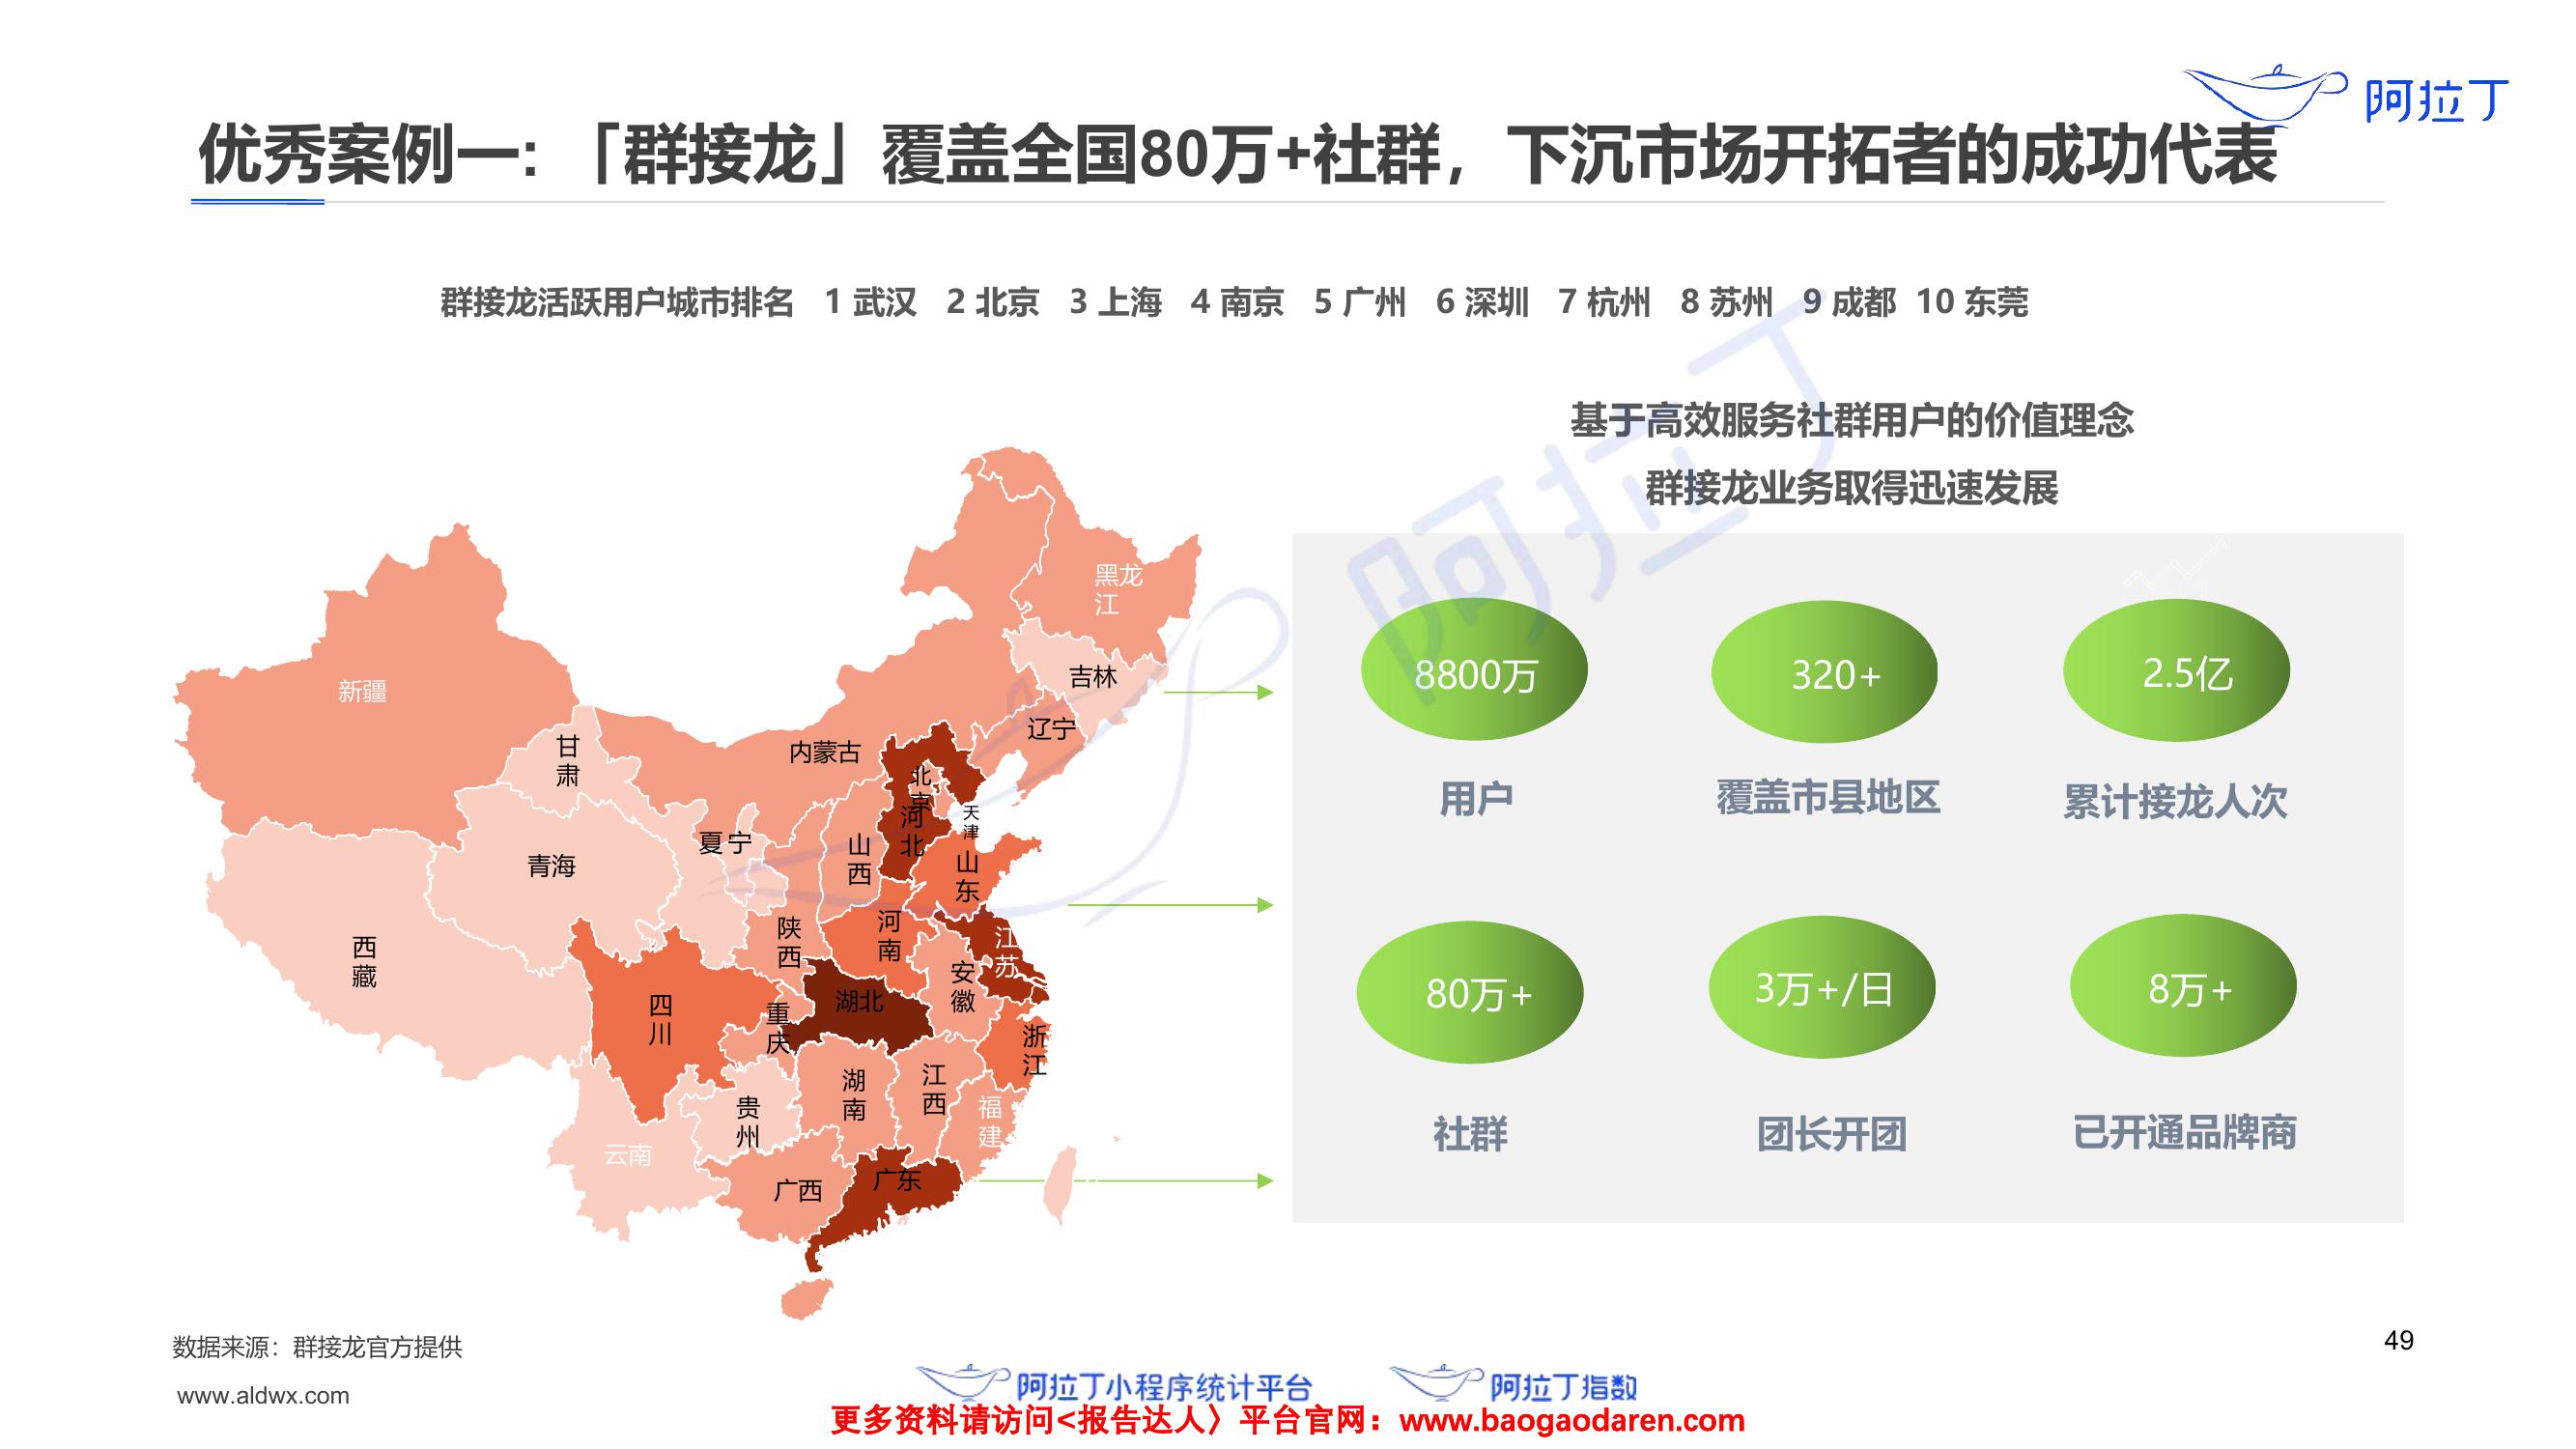 阿拉丁
优秀案例一：「群接龙」覆盖全国80万+社群，下沉市场开拓者的成功代表
群接龙活跃用户城市排名 1 武汉 2 北京 3 上海 4 南京 5 广州 6 深圳 7 杭州 8 苏州 9 成都 10 东莞
基于高效服务社群用户的价值理念
群接龙业务取得迅速发展
阿拉丁
黑龙江
吉林
辽宁
新疆
内蒙古
甘肃
北京
天津
河北
夏宁
山西
山东
青海
陕西
河南
江苏
西藏
安徽
四川
重庆
湖北
浙江
湖南
江西
贵州
福建
云南
广西
广东
8800万
320+
2.5亿
用户
覆盖市县地区
累计接龙人次
80万+
3万+/日
8万+
社群
团长开团
已开通品牌商
数据来源：群接龙官方提供
49
www.aldwx.com
阿拉丁小程序统计平台
阿拉丁指数
更多资料请访问<报告达人〉平台官网：www.baogaodaren.com